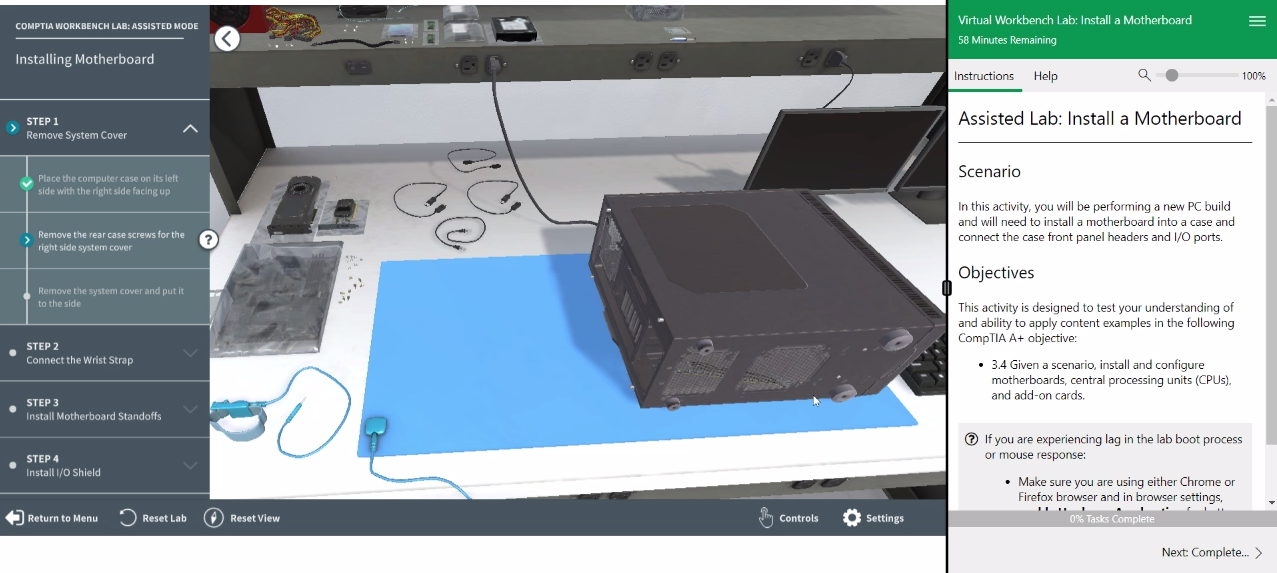 COMPTIA WORKBENCH LAB: ASSISTED MODE
Installing Motherboard
STEP 1
Remove System Cover
Place the computer case on its left
side with the right side facing up
Remove the rear case screws for the
right side system cover
?
Remove the system cover and put it
to the side
STEP 2
Connect the Wrist Strap
STEP 3
Install Motherboard Standoffs
STEP 4
Install I/O Shield
Return to Menu
Reset Lab
Reset View
Controls
Settings
Virtual Workbench Lab: Install a Motherboard
58 Minutes Remaining
Instructions
Help
100%
Assisted Lab: Install a Motherboard
Scenario
In this activity, you will be performing a new PC build
and will need to install a motherboard into a case and
connect the case front panel headers and I/O ports.
Objectives
This activity is designed to test your understanding of
and ability to apply content examples in the following
CompTIA A+ objective:
• 3.4 Given a scenario, install and configure
motherboards, central processing units (CPUs),
and add-on cards.
? If you are experiencing lag in the lab boot process
or mouse response:
• Make sure you are using either Chrome or
Firefox browser and in browser settings,
0% Tasks Complete
Next: Complete...